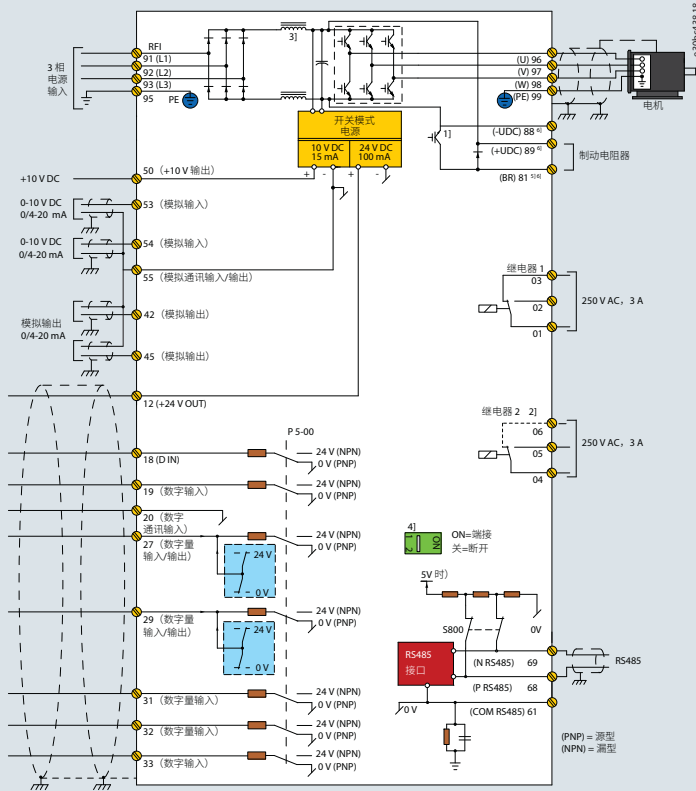 RFI
3]
3 相
电源
输入
91 (L1)
92 (L2)
93 (L3)
95
PE
(U) 96
(V) 97
(W) 98
(PE) 99
电机
开关模式
电源
10 V DC
15 mA
24 V DC
100 mA
+ - + -
1]
(-UDC) 88 6)
(+UDC) 89 6)
(BR) 81 5)6)
制动电阻器
+10 V DC
50 (+10 V 输出)
0-10 V DC
0/4-20 mA
53（模拟输入）
0-10 V DC
0/4-20 mA
54（模拟输入）
55（模拟通讯输入/输出）
模拟输出
0/4-20 mA
42（模拟输出）
45（模拟输出）
12 (+24 V OUT)
继电器 1
03
02
01
250 V AC，3 A
继电器 2 2]
06
05
04
250 V AC，3 A
P 5-00
18 (D IN)
24 V (NPN)
0 V (PNP)
19（数字输入）
24 V (NPN)
0 V (PNP)
20（数字
通讯输入）
27（数字量
输入/输出）
24 V (NPN)
0 V (PNP)
24 V
0 V
29（数字量
输入/输出）
24 V (NPN)
0 V (PNP)
24 V
0 V
31（数字量输入）
24 V (NPN)
0 V (PNP)
32（数字量输入）
24 V (NPN)
0 V (PNP)
33（数字输入）
24 V (NPN)
0 V (PNP)
4]
1 2
ON
ON=端接
关=断开
5V 时）
S800
0V
RS485
接口
(N RS485) 69
(P RS485) 68
(COM RS485) 61
0 V
RS485
(PNP) = 源型
(NPN) = 漏型